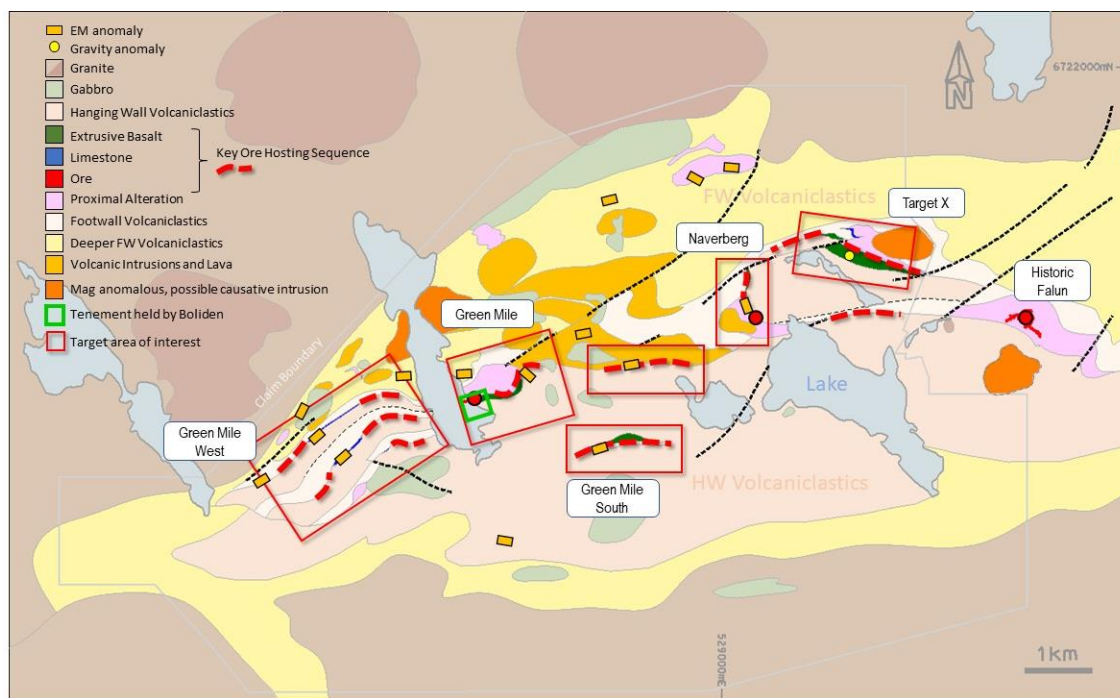 EM anomaly
Gravity anomaly
Granite
Gabbro
Hanging Wall Volcaniclastics
Extrusive Basalt
Limestone
Ore
Key Ore Hosting Sequence
Proximal Alteration
Footwall Volcaniclastics
Deeper FW Volcaniclastics
Volcanic Intrusions and Lava
Mag anomalous, possible causative intrusion
Tenement held by Boliden
Target area of interest
6722000mN
N
FW Volcaniclastics
Target X
Naverberg
Historic
Falun
Green Mile
Lake
Claim Boundary
Green Mile
West
Green Mile
South
HW Volcaniclastics
529000mE
1km